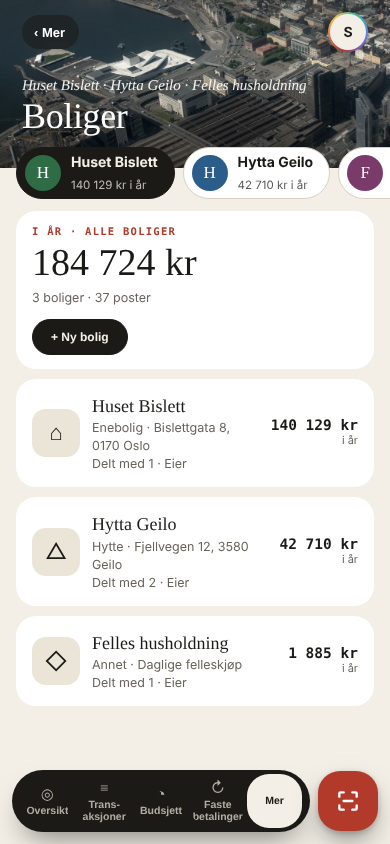 ‹ Mer
S
Huset Bislett · Hytta Geilo · Felles husholdning
Boliger
H
Huset Bislett
140 129 kr i år
H
Hytta Geilo
42 710 kr i år
F
I ÅR · ALLE BOLIGER
184 724 kr
3 boliger · 37 poster
+ Ny bolig
Huset Bislett
Enebolig · Bislettgata 8,
0170 Oslo
Delt med 1 · Eier
140 129 kr
i år
Hytta Geilo
Hytte · Fjellvegen 12, 3580
Geilo
Delt med 2 · Eier
42 710 kr
i år
Felles husholdning
Annet · Daglige felleskjøp
Delt med 1 · Eier
1 885 kr
i år
Oversikt
Trans-
aksjoner
Budsjett
Faste
betalinger
Mer